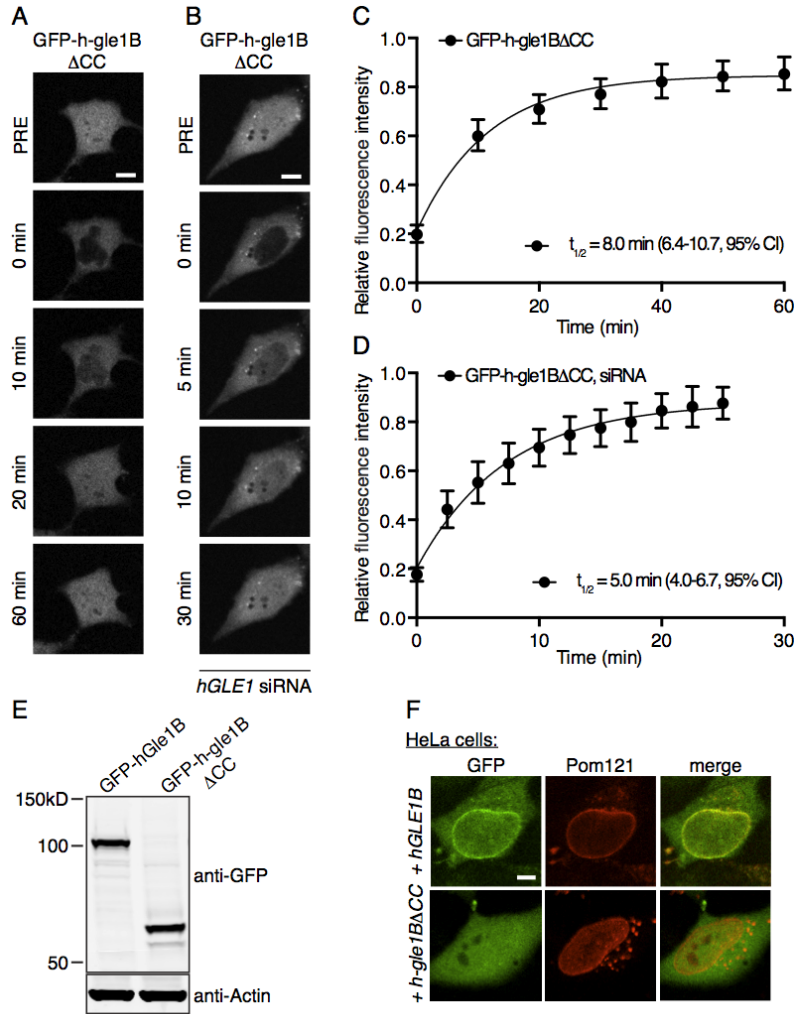 A
GFP-h-gle1B
ΔCC
PRE
0 min
10 min
20 min
60 min
B
GFP-h-gle1B
ΔCC
PRE
0 min
5 min
10 min
30 min
hGLE1 siRNA
C
GFP-h-gle1BΔCC
Relative fluorescence intensity
1.0
0.8
0.6
0.4
0.2
0.0
t1/2 = 8.0 min (6.4-10.7, 95% CI)
0
20
40
60
Time (min)
D
GFP-h-gle1BΔCC, siRNA
Relative fluorescence intensity
1.0
0.8
0.6
0.4
0.2
0.0
t1/2 = 5.0 min (4.0-6.7, 95% CI)
0
10
20
30
Time (min)
E
GFP-hGle1B
GFP-h-gle1B
ΔCC
150kD
100
50
anti-GFP
anti-Actin
F
HeLa cells:
GFP
Pom121
merge
+ hGLE1B
+ h-gle1BΔCC